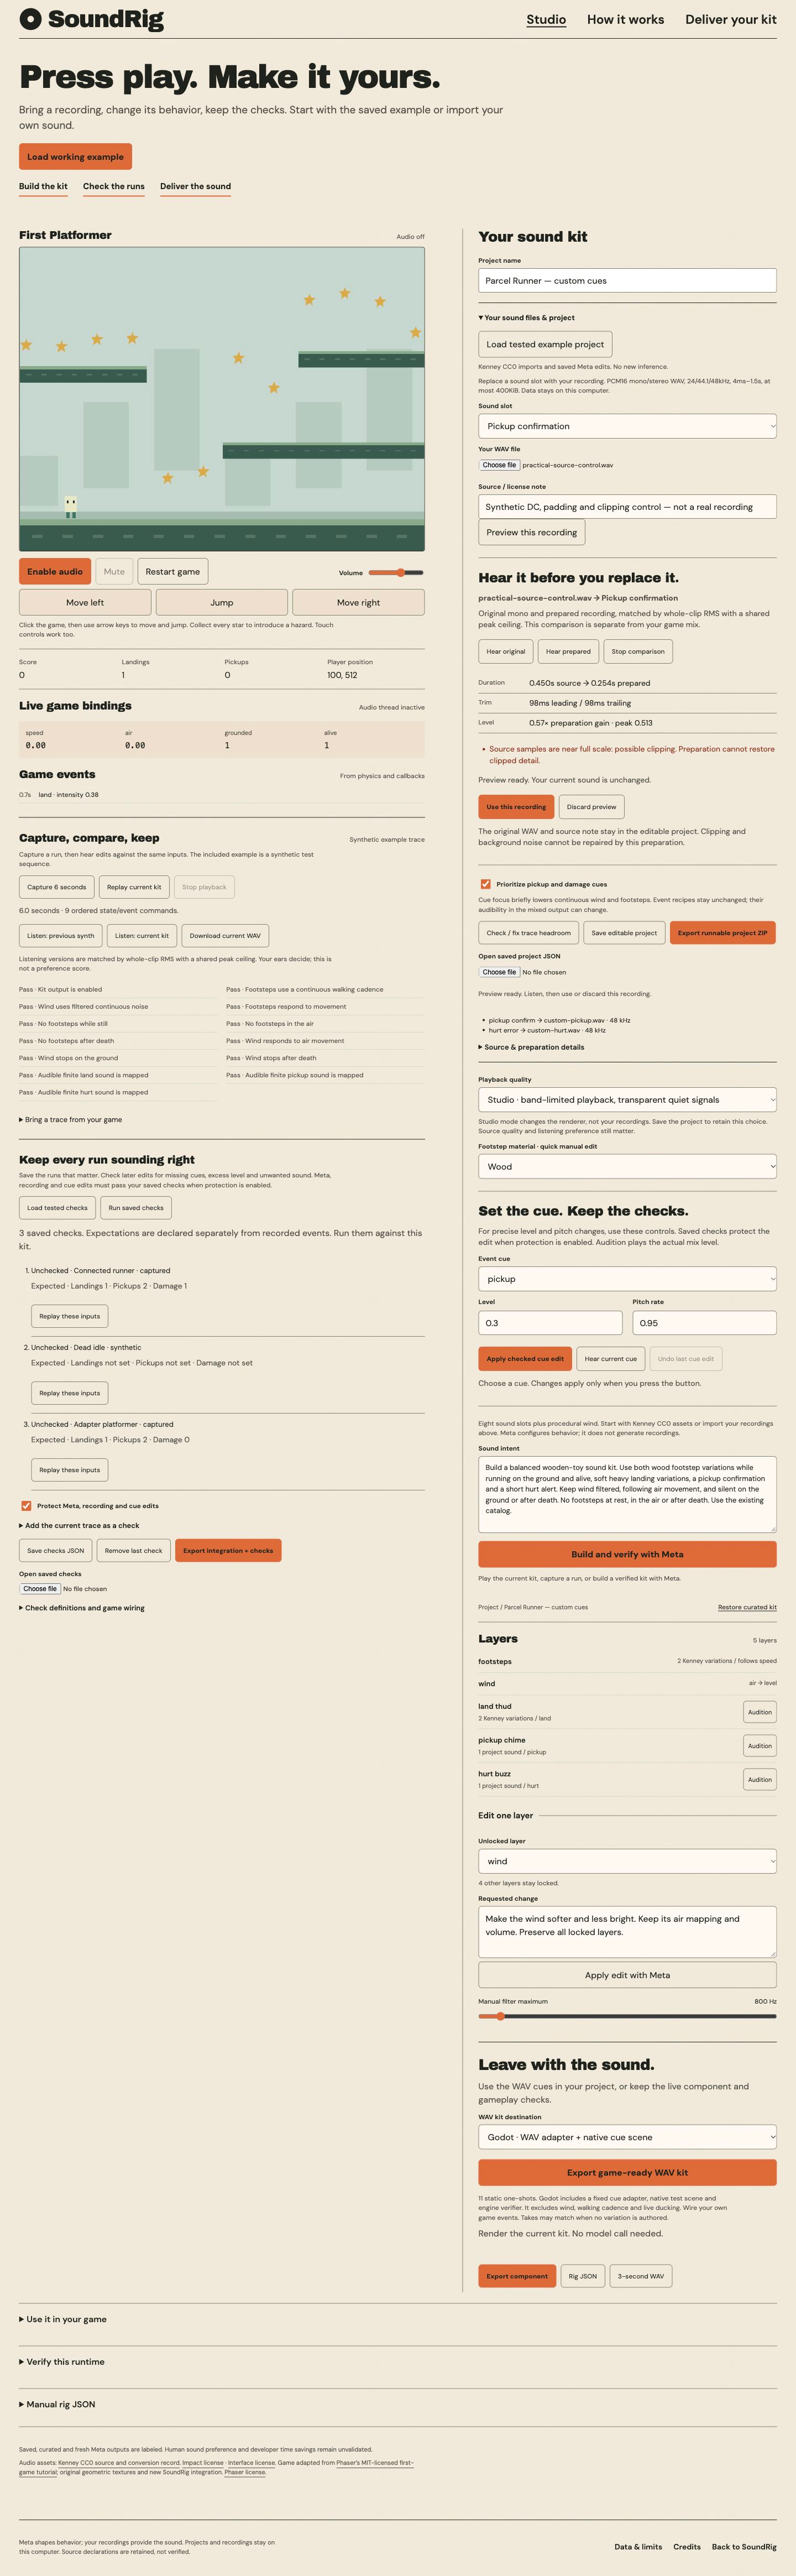 SoundRig
Studio
How it works
Deliver your kit
Press play. Make it yours.
Bring a recording, change its behavior, keep the checks. Start with the saved example or import your
own sound.
Load working example
Build the kit
Check the runs
Deliver the sound
First Platformer
Audio off
Enable audio
Mute
Restart game
Volume
Move left
Jump
Move right
Click the game, then use arrow keys to move and jump. Collect every star to introduce a hazard. Touch
controls work too.
Score
Landings
Pickups
Player position
0
1
0
100, 512
Live game bindings
Audio thread inactive
speed
air
grounded
alive
0.00
0.00
1
1
Game events
From physics and callbacks
0.7s land · intensity 0.38
Capture, compare, keep
Synthetic example trace
Capture a run, then hear edits against the same inputs. The included example is a synthetic test
sequence.
Capture 6 seconds
Replay current kit
Stop playback
6.0 seconds · 9 ordered state/event commands.
Listen: previous synth
Listen: current kit
Download current WAV
Listening versions are matched by whole-clip RMS with a shared peak ceiling. Your ears decide; this is
not a preference score.
Pass · Kit output is enabled
Pass · Footsteps use a continuous walking cadence
Pass · Wind uses filtered continuous noise
Pass · Footsteps respond to movement
Pass · No footsteps while still
Pass · No footsteps in the air
Pass · No footsteps after death
Pass · Wind responds to air movement
Pass · Wind stops on the ground
Pass · Wind stops after death
Pass · Audible finite land sound is mapped
Pass · Audible finite pickup sound is mapped
Pass · Audible finite hurt sound is mapped
▶ Bring a trace from your game
Keep every run sounding right
Save the runs that matter. Check later edits for missing cues, excess level and unwanted sound. Meta,
recording and cue edits must pass your saved checks when protection is enabled.
Load tested checks
Run saved checks
3 saved checks. Expectations are declared separately from recorded events. Run them against this
kit.
1. Unchecked · Connected runner · captured
Expected · Landings 1 · Pickups 2 · Damage 1
Replay these inputs
2. Unchecked · Dead idle · synthetic
Expected · Landings not set · Pickups not set · Damage not set
Replay these inputs
3. Unchecked · Adapter platformer · captured
Expected · Landings 1 · Pickups 2 · Damage 0
Replay these inputs
Protect Meta, recording and cue edits
▶ Add the current trace as a check
Save checks JSON
Remove last check
Export integration + checks
Open saved checks
Choose file No file chosen
▶ Check definitions and game wiring
Your sound kit
Project name
Parcel Runner — custom cues
▼ Your sound files & project
Load tested example project
Kenney CC0 imports and saved Meta edits. No new inference.
Replace a sound slot with your recording. PCM16 mono/stereo WAV, 24/44.1/48kHz, 4ms–1.5s, at
most 400KiB. Data stays on this computer.
Sound slot
Pickup confirmation
Your WAV file
Choose file practical-source-control.wav
Source / license note
Synthetic DC, padding and clipping control — not a real recording
Preview this recording
Hear it before you replace it.
practical-source-control.wav → Pickup confirmation
Original mono and prepared recording, matched by whole-clip RMS with a shared
peak ceiling. This comparison is separate from your game mix.
Hear original
Hear prepared
Stop comparison
Duration
0.450s source → 0.254s prepared
Trim
98ms leading / 98ms trailing
Level
0.57× preparation gain · peak 0.513
• Source samples are near full scale: possible clipping. Preparation cannot restore
clipped detail.
Preview ready. Your current sound is unchanged.
Use this recording
Discard preview
The original WAV and source note stay in the editable project. Clipping and
background noise cannot be repaired by this preparation.
Prioritize pickup and damage cues
Cue focus briefly lowers continuous wind and footsteps. Event recipes stay unchanged; their
audibility in the mixed output can change.
Check / fix trace headroom
Save editable project
Export runnable project ZIP
Open saved project JSON
Choose file No file chosen
Preview ready. Listen, then use or discard this recording.
• pickup confirm → custom-pickup.wav · 48 kHz
• hurt error → custom-hurt.wav · 48 kHz
▶ Source & preparation details
Playback quality
Studio · band-limited playback, transparent quiet signals
Studio mode changes the renderer, not your recordings. Save the project to retain this choice.
Source quality and listening preference still matter.
Footstep material · quick manual edit
Wood
Set the cue. Keep the checks.
For precise level and pitch changes, use these controls. Saved checks protect the
edit when protection is enabled. Audition plays the actual mix level.
Event cue
pickup
Level
Pitch rate
0.3
0.95
Apply checked cue edit
Hear current cue
Undo last cue edit
Choose a cue. Changes apply only when you press the button.
Eight sound slots plus procedural wind. Start with Kenney CC0 assets or import your recordings
above. Meta configures behavior; it does not generate recordings.
Sound intent
Build a balanced wooden-toy sound kit. Use both wood footstep variations while
running on the ground and alive, soft heavy landing variations, a pickup confirmation
and a short hurt alert. Keep wind filtered, following air movement, and silent on the
ground or after death. No footsteps at rest, in the air or after death. Use the existing
catalog.
Build and verify with Meta
Play the current kit, capture a run, or build a verified kit with Meta.
Project / Parcel Runner — custom cues
Restore curated kit
Layers
5 layers
footsteps
2 Kenney variations / follows speed
wind
air → level
land thud
2 Kenney variations / land
Audition
pickup chime
1 project sound / pickup
Audition
hurt buzz
1 project sound / hurt
Audition
Edit one layer
Unlocked layer
wind
4 other layers stay locked.
Requested change
Make the wind softer and less bright. Keep its air mapping and
volume. Preserve all locked layers.
Apply edit with Meta
Manual filter maximum
800 Hz
Leave with the sound.
Use the WAV cues in your project, or keep the live component and
gameplay checks.
WAV kit destination
Godot · WAV adapter + native cue scene
Export game-ready WAV kit
11 static one-shots. Godot includes a fixed cue adapter, native test scene and
engine verifier. It excludes wind, walking cadence and live ducking. Wire your own
game events. Takes may match when no variation is authored.
Render the current kit. No model call needed.
Export component
Rig JSON
3-second WAV
▶ Use it in your game
▶ Verify this runtime
▶ Manual rig JSON
Saved, curated and fresh Meta outputs are labeled. Human sound preference and developer time savings remain unvalidated.
Audio assets: Kenney CC0 source and conversion record. Impact license · Interface license. Game adapted from Phaser's MIT-licensed first-
game tutorial; original geometric textures and new SoundRig integration. Phaser license.
Meta shapes behavior; your recordings provide the sound. Projects and recordings stay on
this computer. Source declarations are retained, not verified.
Data & limits
Credits
Back to SoundRig